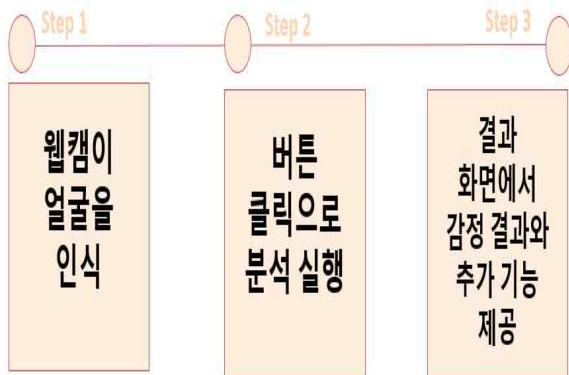 Step 1
Step 2
Step 3
웹캠이
얼굴을
인식
버튼
클릭으로
분석 실행
결과
화면에서
감정 결과와
추가 기능
제공